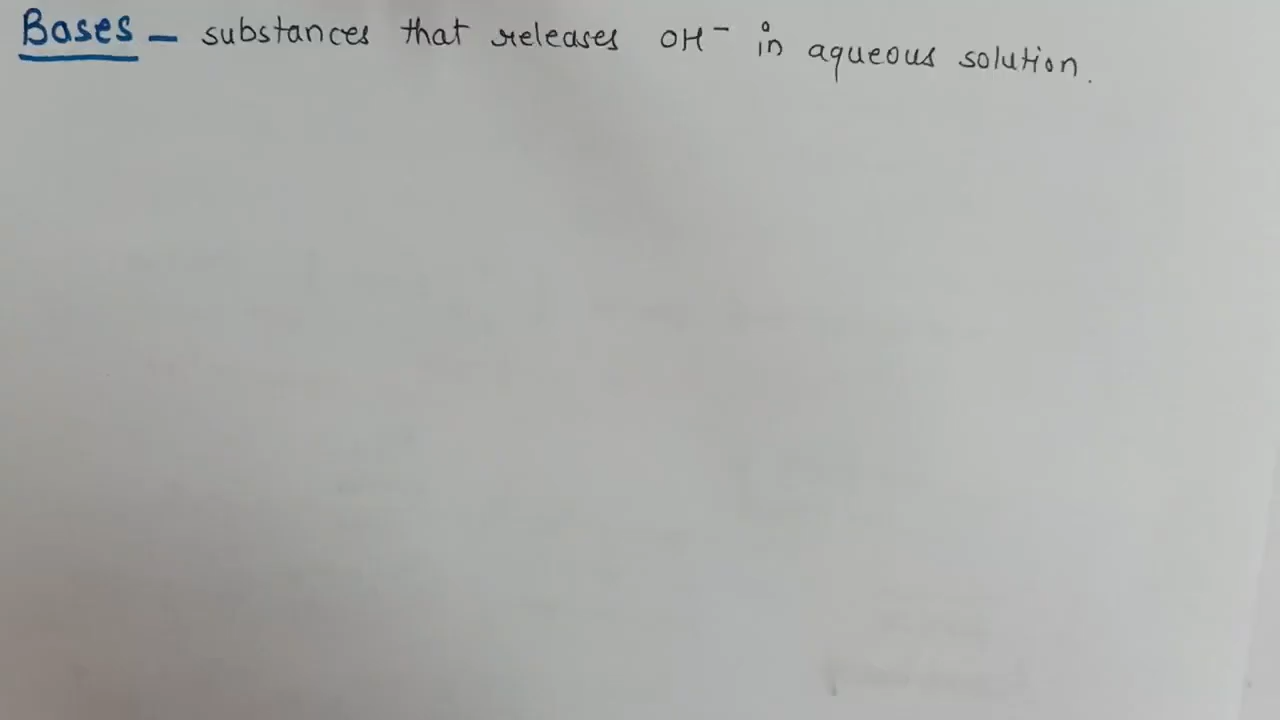 Bases – substances that releases OH⁻ in aqueous solution.